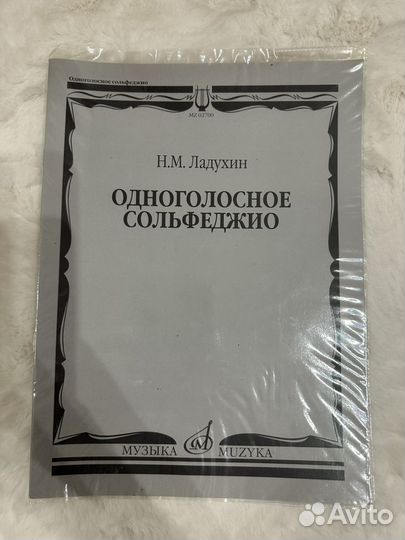 Одноголосное сольфеджио
MZ 02700
Н.М. Ладухин
ОДНОГОЛОСНОЕ
СОЛЬФЕДЖИО
МУЗЫКА М MUZYKA
Avito